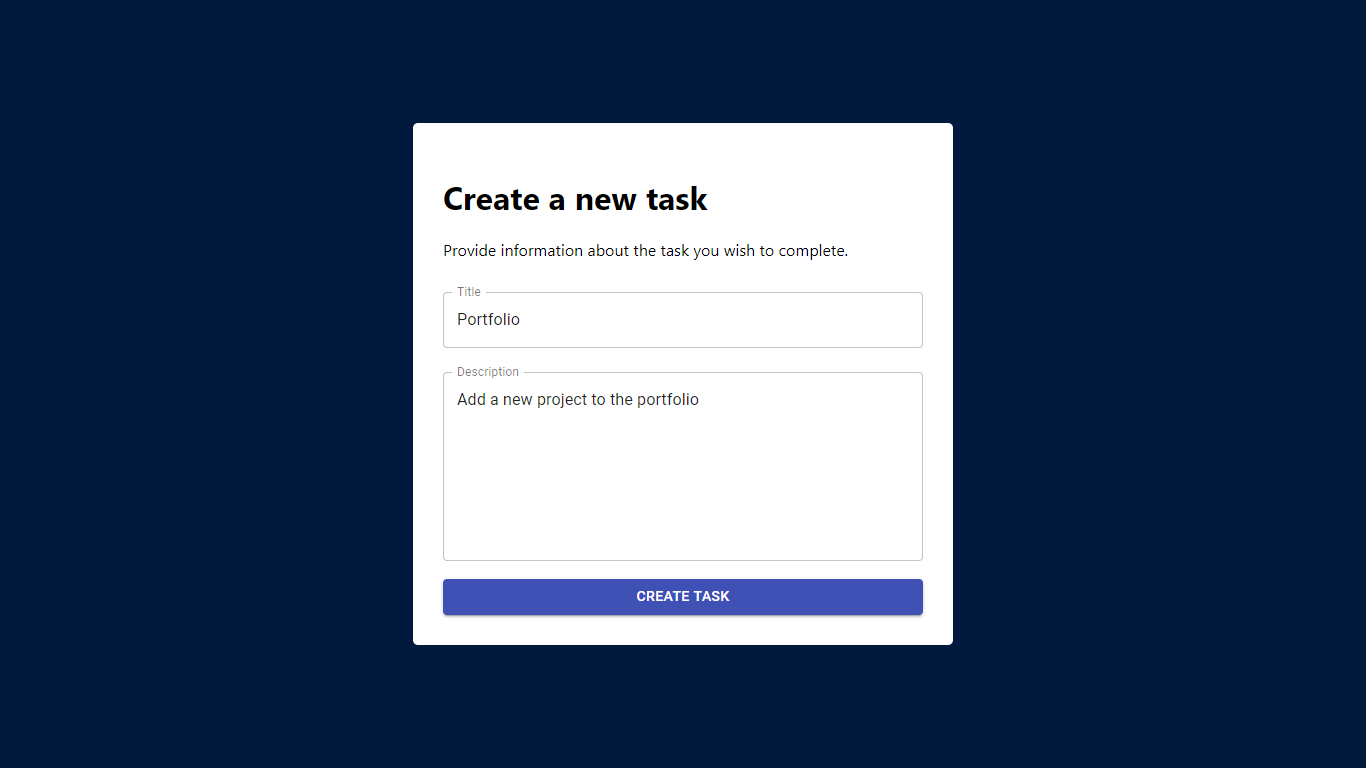 Create a new task
Provide information about the task you wish to complete.
Title
Portfolio
Description
Add a new project to the portfolio
CREATE TASK